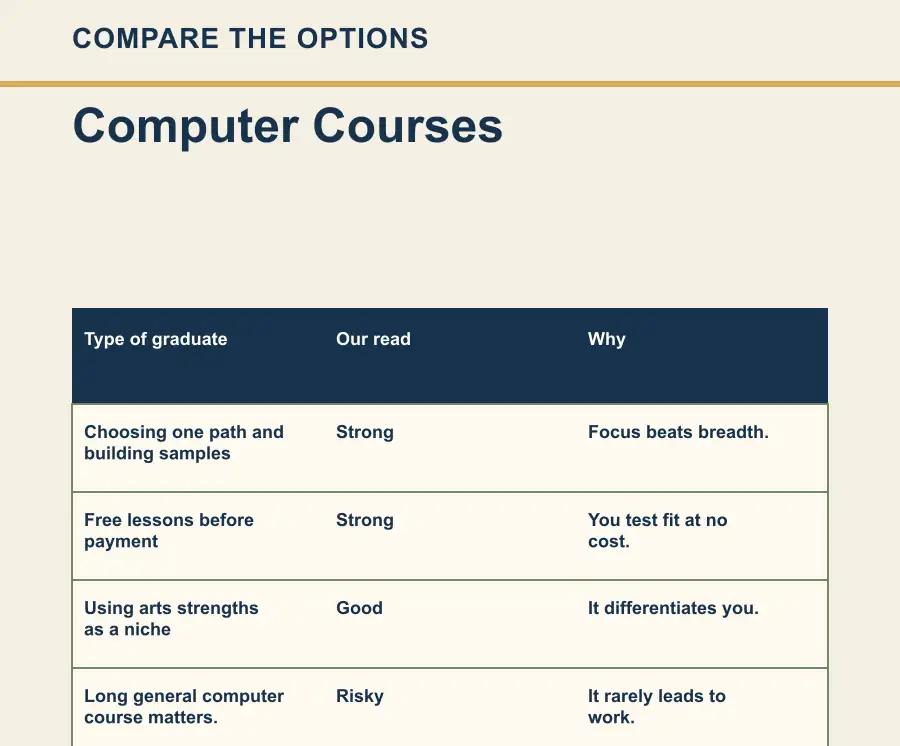 COMPARE THE OPTIONS
Computer Courses
Type of graduate
Our read
Why
Choosing one path and
building samples
Strong
Focus beats breadth.
Free lessons before
payment
Strong
You test fit at no
cost.
Using arts strengths
as a niche
Good
It differentiates you.
Long general computer
course matters.
Risky
It rarely leads to
work.